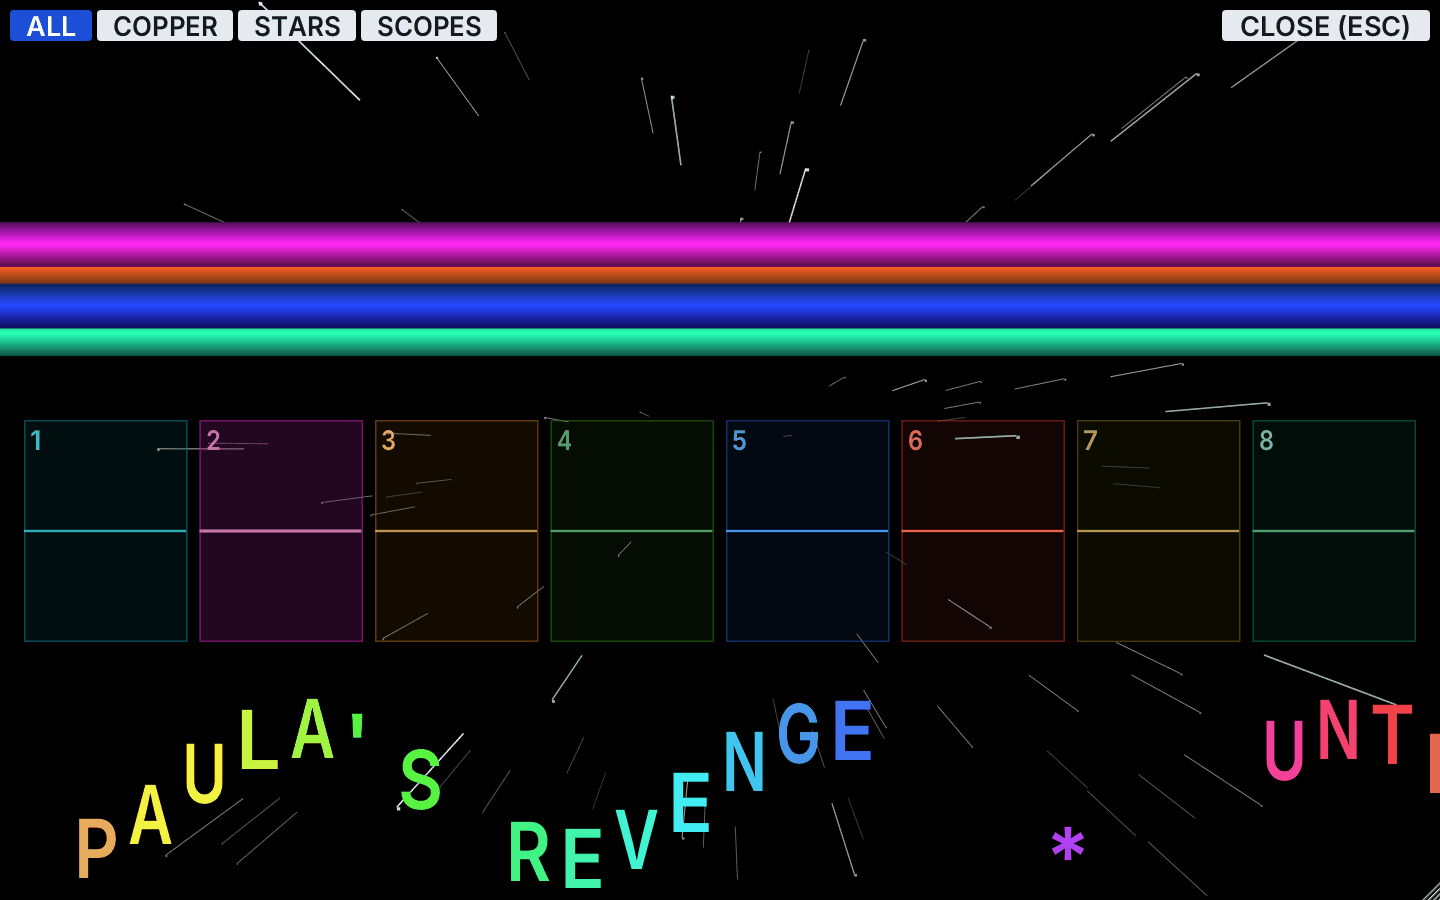 ALL COPPER STARS SCOPES CLOSE (ESC)
1 2 3 4 5 6 7 8
PAULA'S REVENGE * UNT